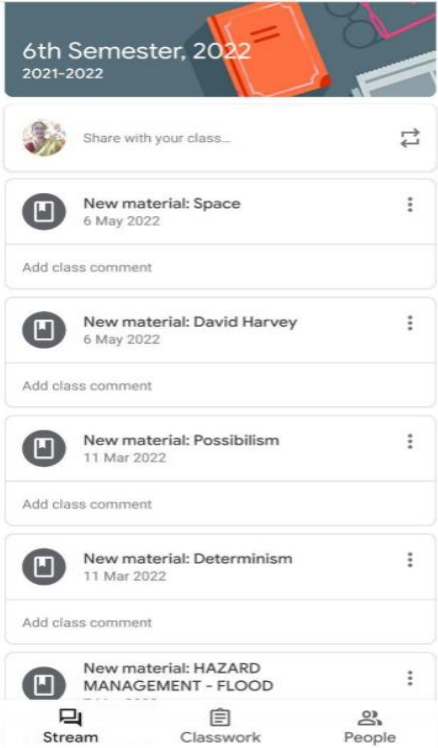 6th Semester, 2022
2021-2022
Share with your class...
New material: Space
6 May 2022
Add class comment
New material: David Harvey
6 May 2022
Add class comment
New material: Possibilism
11 Mar 2022
Add class comment
New material: Determinism
11 Mar 2022
Add class comment
New material: HAZARD
MANAGEMENT - FLOOD
Stream
Classwork
People